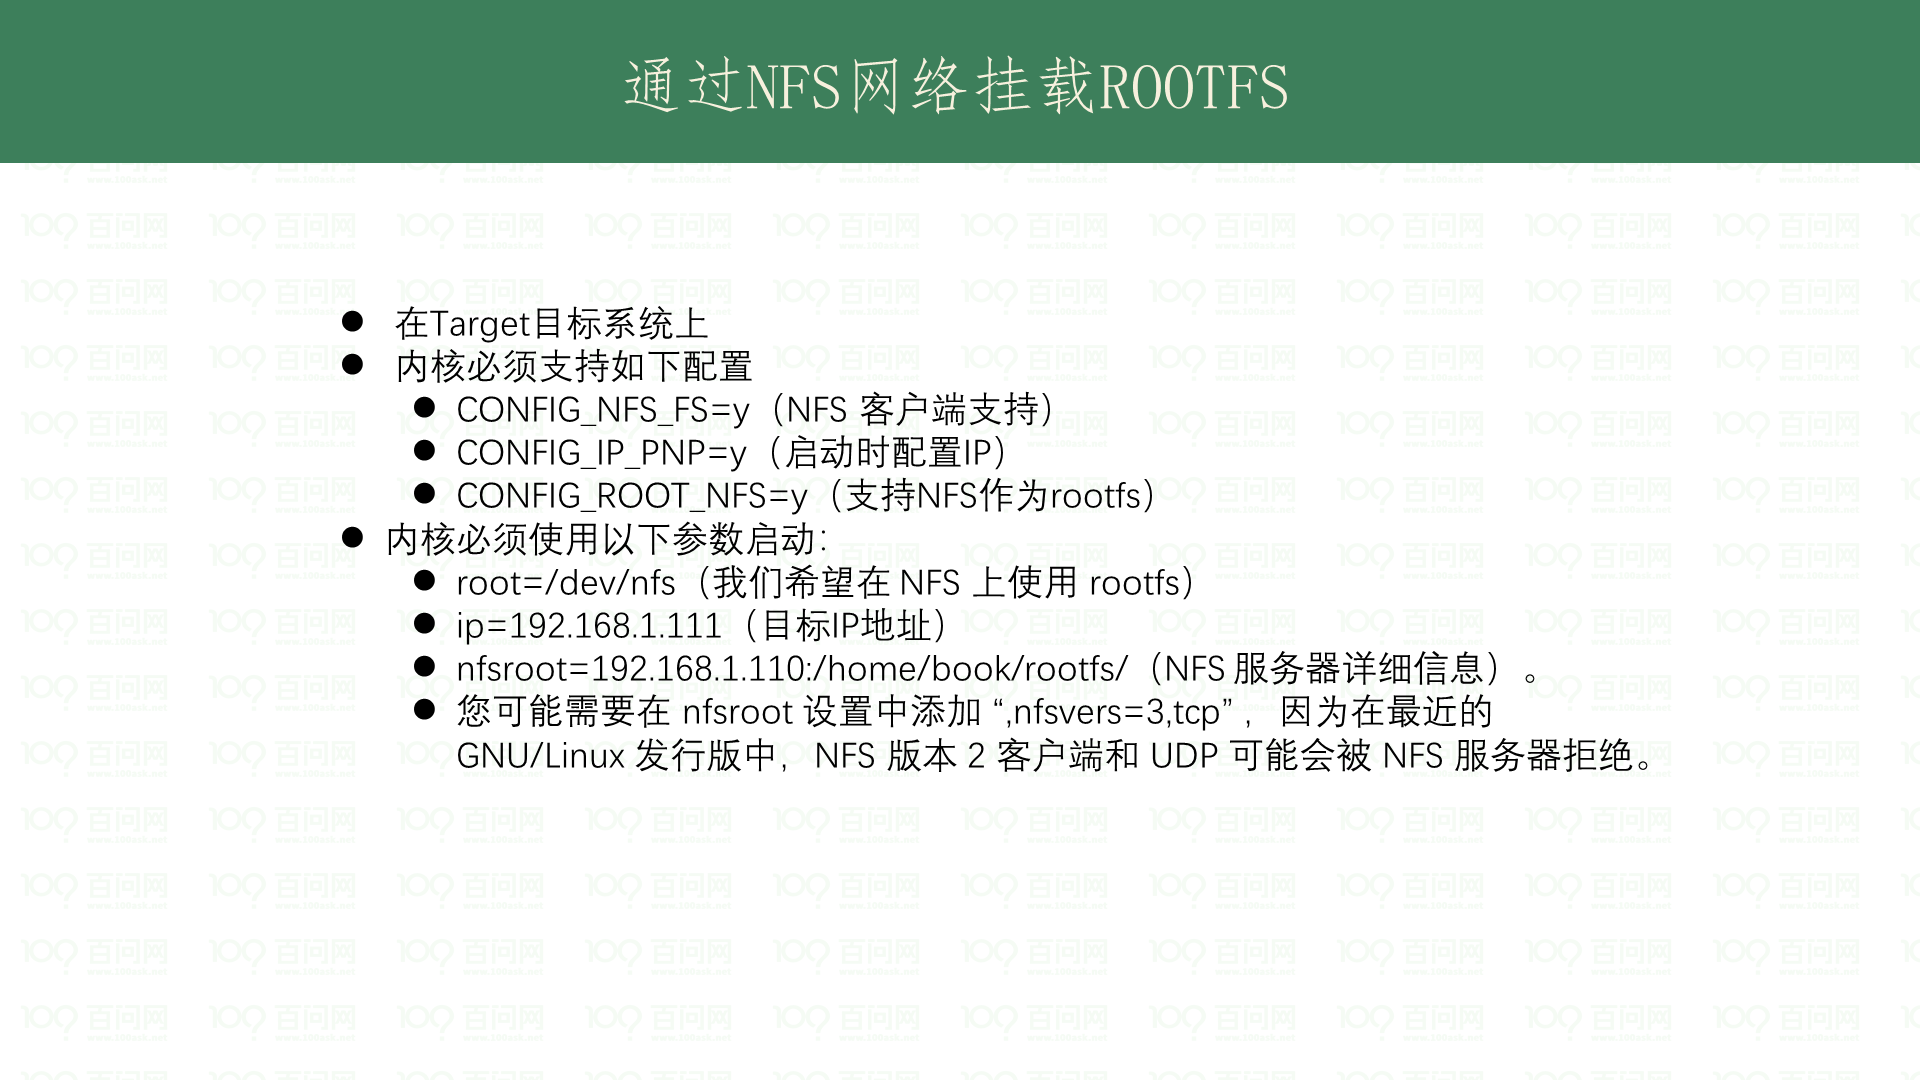 通过NFS网络挂载ROOTFS
在Target目标系统上
内核必须支持如下配置
CONFIG_NFS_FS=y（NFS 客户端支持）
CONFIG_IP_PNP=y（启动时配置IP）
CONFIG_ROOT_NFS=y（支持NFS作为rootfs）
内核必须使用以下参数启动：
root=/dev/nfs（我们希望在 NFS 上使用 rootfs）
ip=192.168.1.111（目标IP地址）
nfsroot=192.168.1.110:/home/book/rootfs/（NFS 服务器详细信息）。
您可能需要在 nfsroot 设置中添加 “,nfsvers=3,tcp” ，因为在最近的
GNU/Linux 发行版中，NFS 版本 2 客户端和 UDP 可能会被 NFS 服务器拒绝。
百问网
www.100ask.net